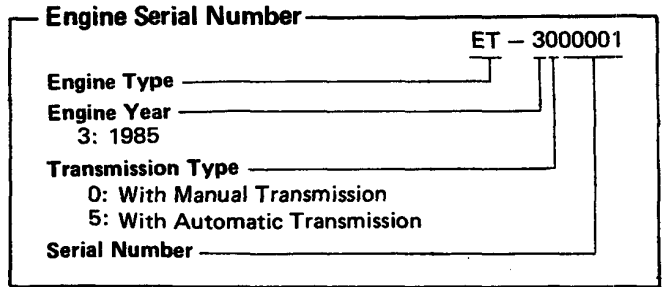 Engine Serial Number
ET – 3000001
Engine Type
Engine Year
3: 1985
Transmission Type
0: With Manual Transmission
5: With Automatic Transmission
Serial Number